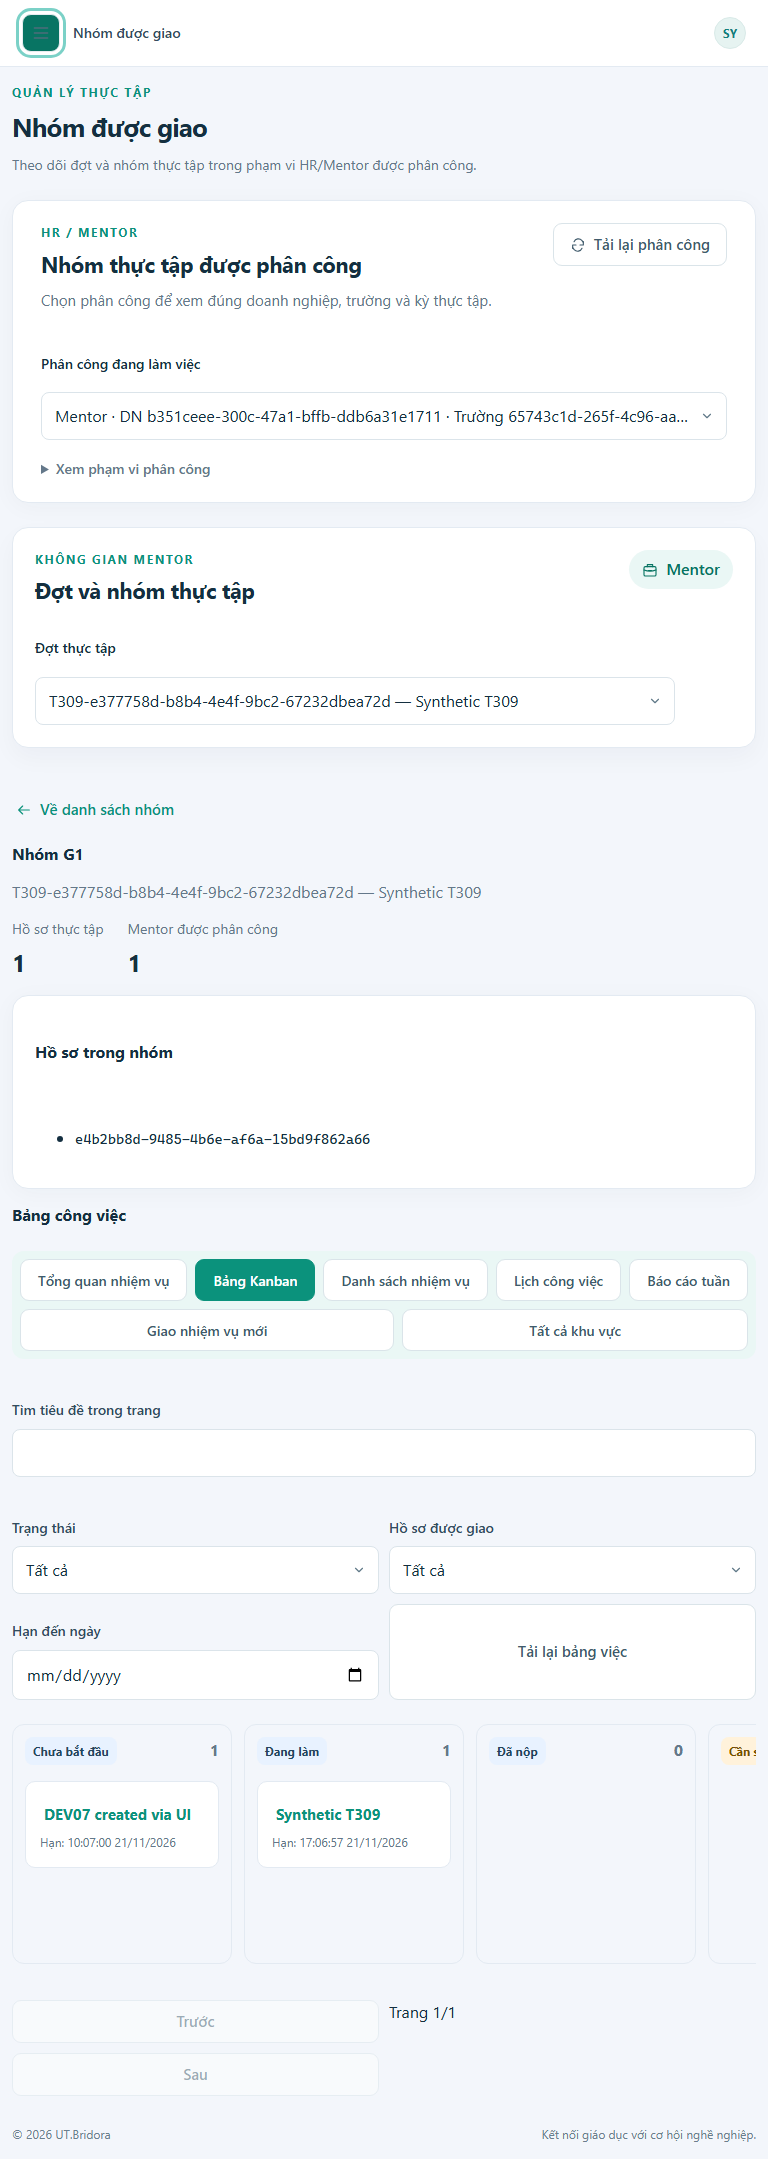 Nhóm được giao
SY
QUẢN LÝ THỰC TẬP
Nhóm được giao
Theo dõi đợt và nhóm thực tập trong phạm vi HR/Mentor được phân công.
HR / MENTOR
Tải lại phân công
Nhóm thực tập được phân công
Chọn phân công để xem đúng doanh nghiệp, trường và kỳ thực tập.
Phân công đang làm việc
Mentor · DN b351ceee-300c-47a1-bffb-ddb6a31e1711 · Trường 65743c1d-265f-4c96-aa...
Xem phạm vi phân công
KHÔNG GIAN MENTOR
Mentor
Đợt và nhóm thực tập
Đợt thực tập
T309-e377758d-b8b4-4e4f-9bc2-67232dbea72d — Synthetic T309
Về danh sách nhóm
Nhóm G1
T309-e377758d-b8b4-4e4f-9bc2-67232dbea72d — Synthetic T309
Hồ sơ thực tập
Mentor được phân công
1
1
Hồ sơ trong nhóm
e4b2bb8d-9485-4b6e-af6a-15bd9f862a66
Bảng công việc
Tổng quan nhiệm vụ
Bảng Kanban
Danh sách nhiệm vụ
Lịch công việc
Báo cáo tuần
Giao nhiệm vụ mới
Tất cả khu vực
Tìm tiêu đề trong trang
Trạng thái
Hồ sơ được giao
Tất cả
Tất cả
Hạn đến ngày
mm/dd/yyyy
Tải lại bảng việc
Chưa bắt đầu 1
Đang làm 1
Đã nộp 0
Cần s
DEV07 created via UI
Hạn: 10:07:00 21/11/2026
Synthetic T309
Hạn: 17:06:57 21/11/2026
Trước
Trang 1/1
Sau
© 2026 UT.Bridora
Kết nối giáo dục với cơ hội nghề nghiệp.